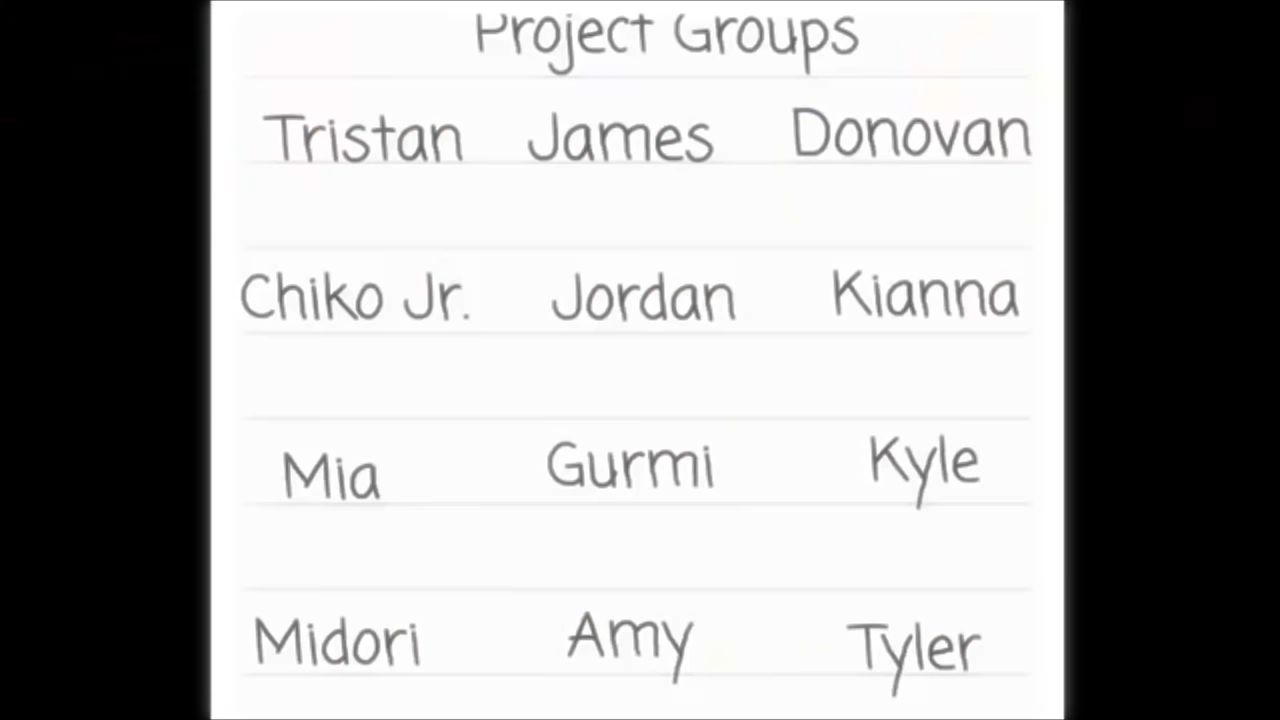 Project Groups
Tristan James Donovan
Chiko Jr. Jordan Kianna
Mia Gurmi Kyle
Midori Amy Tyler